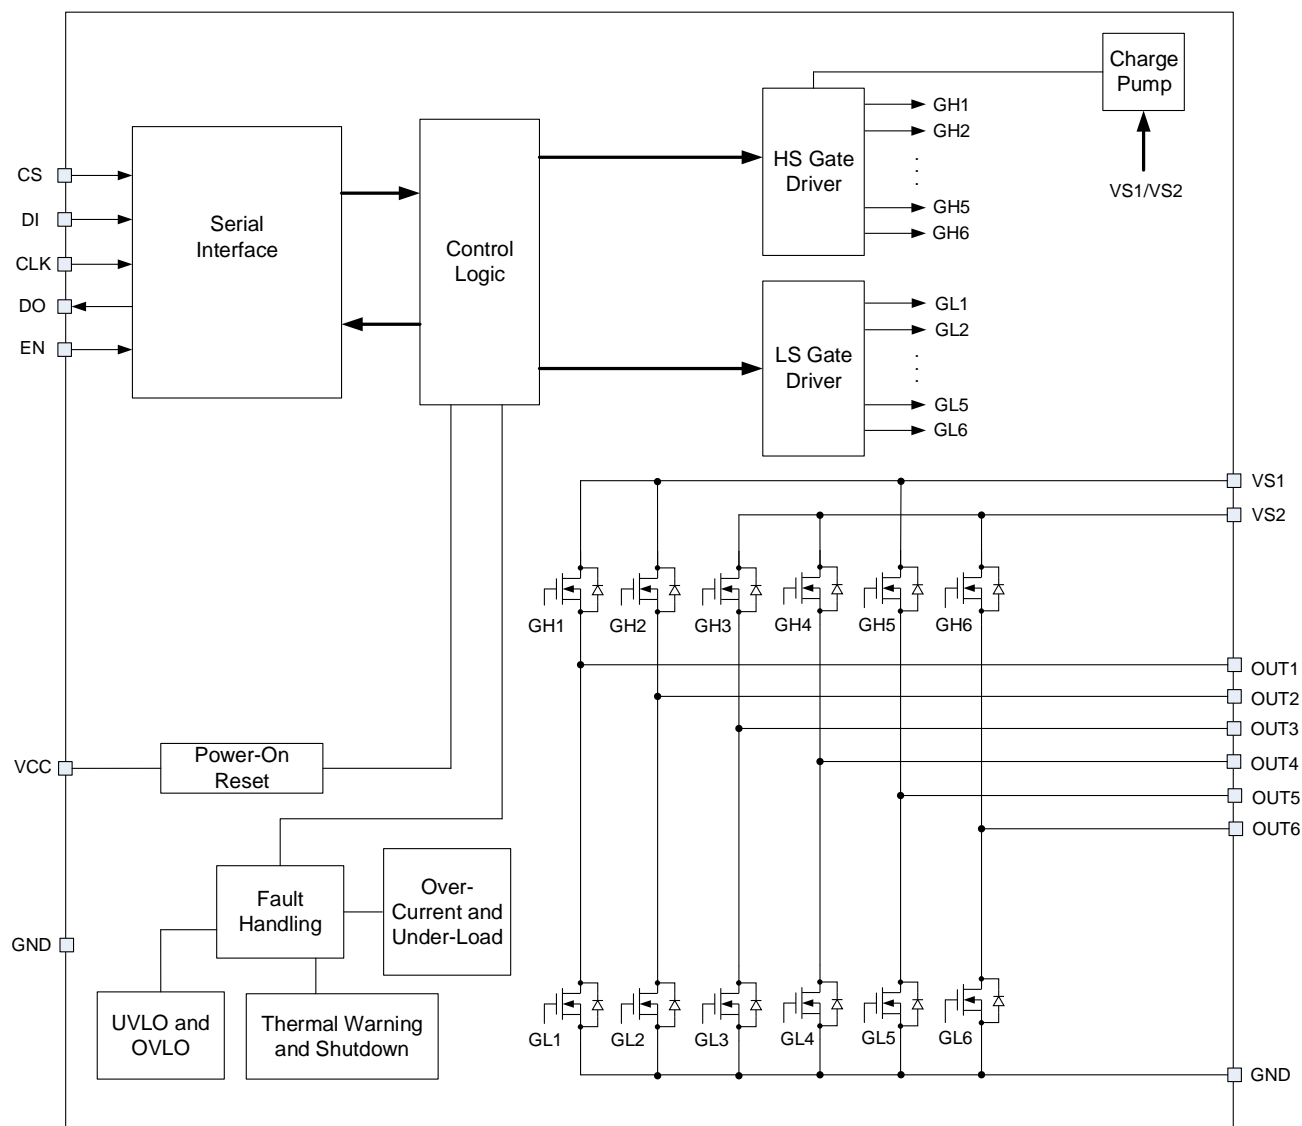 Charge
Pump
VS1/VS2
HS Gate
Driver
GH1
GH2
GH5
GH6
CS
DI
CLK
DO
EN
Serial
Interface
Control
Logic
LS Gate
Driver
GL1
GL2
GL5
GL6
VS1
VS2
GH1
GH2
GH3
GH4
GH5
GH6
OUT1
OUT2
OUT3
OUT4
OUT5
OUT6
VCC
Power-On
Reset
Fault
Handling
Over-
Current and
Under-Load
GND
UVLO and
OVLO
Thermal Warning
and Shutdown
GL1
GL2
GL3
GL4
GL5
GL6
GND